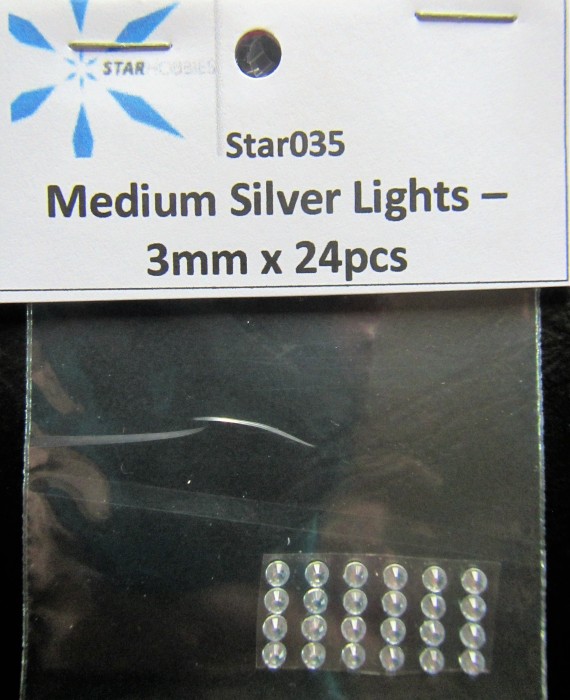 STARHOBBIES
Star035
Medium Silver Lights –
3mm x 24pcs